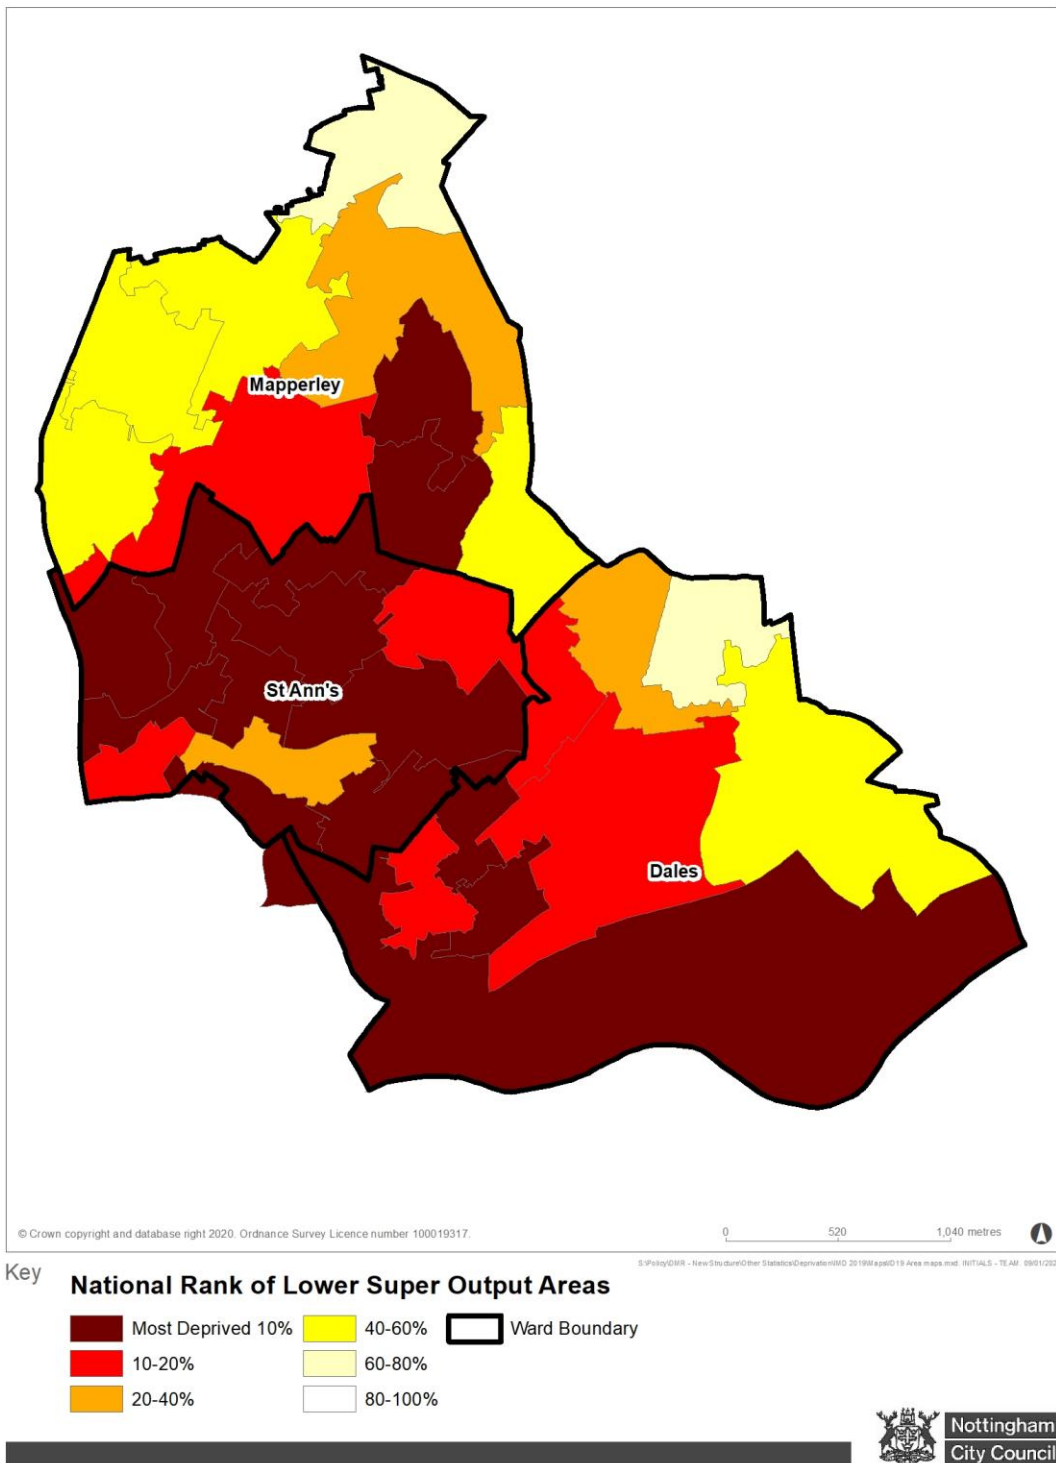 Mapperley
St Ann's
Dales
© Crown copyright and database right 2020. Ordnance Survey Licence number 100019317.
0 520 1,040 metres
Key
National Rank of Lower Super Output Areas
Most Deprived 10% 40-60% Ward Boundary
10-20% 60-80%
20-40% 80-100%
Nottingham
City Council